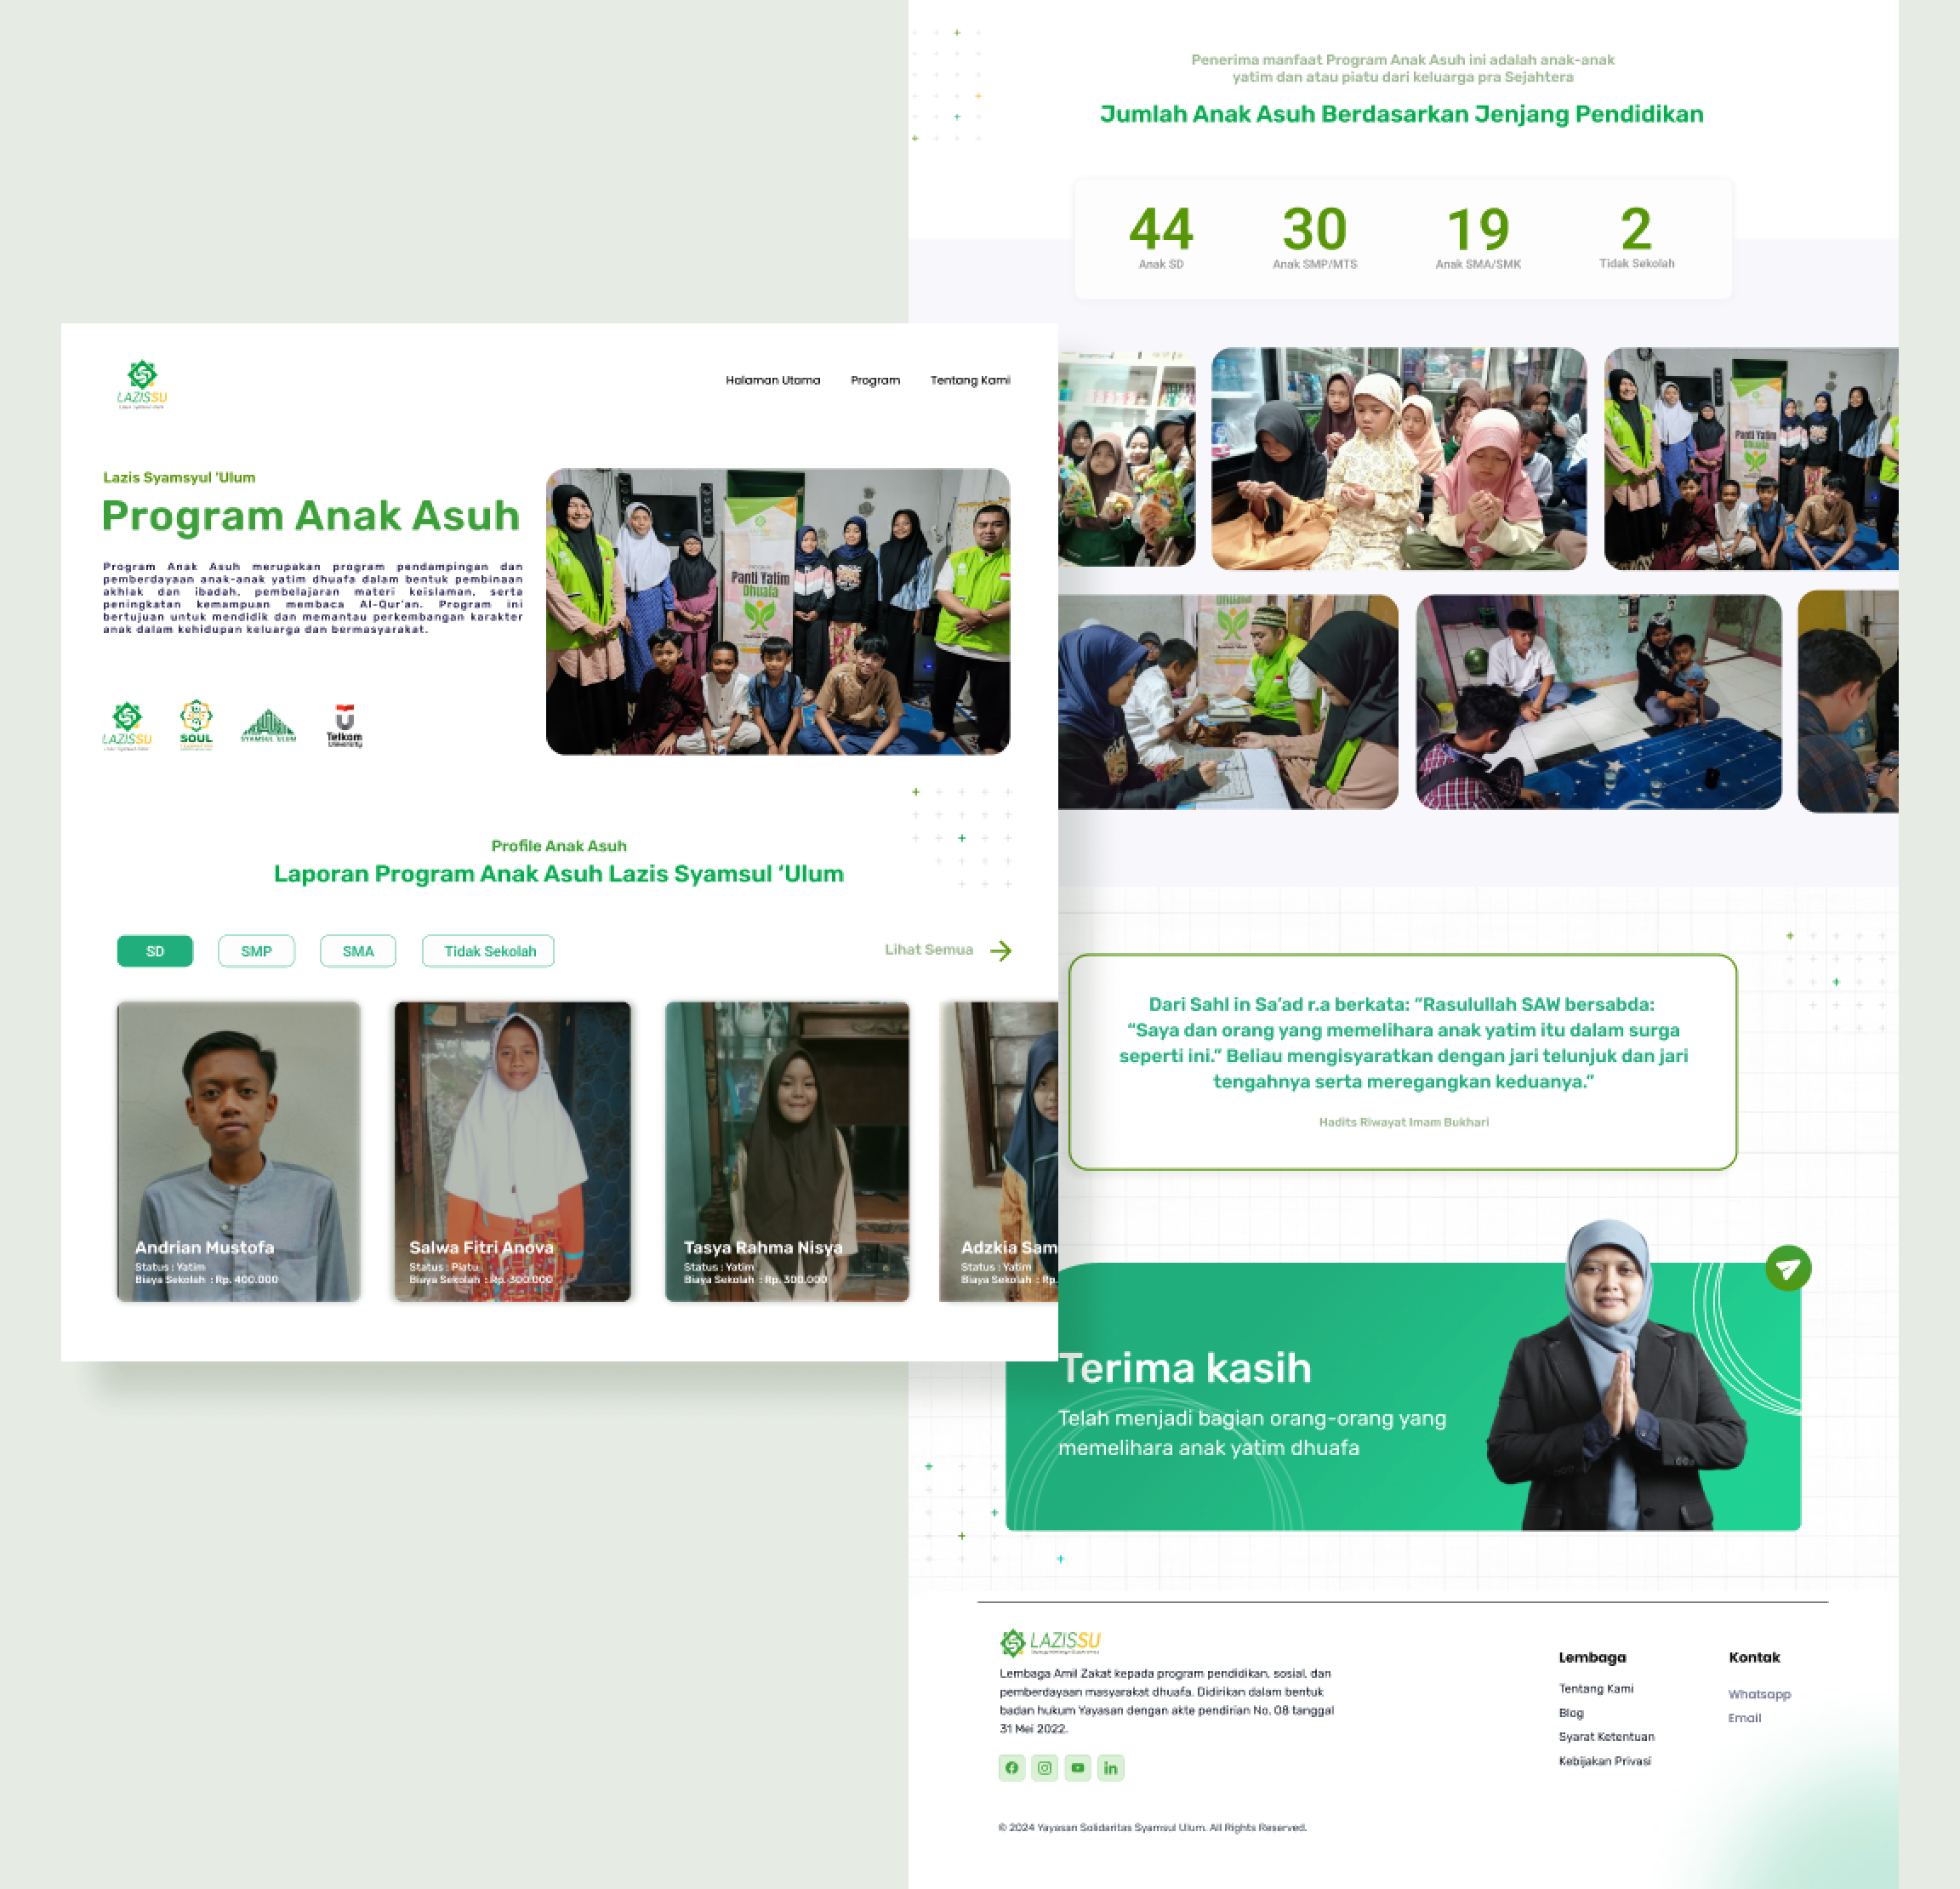 LAZISSU
Halaman Utama
Program
Tentang Kami
Lazis Syamsyul 'Ulum
Program Anak Asuh
Program Anak Asuh merupakan program pendampingan dan
pemberdayaan anak-anak yatim dhuafa dalam bentuk pembinaan
akhlak dan ibadah, pembelajaran materi keislaman, serta
peningkatan kemampuan membaca Al-Qur'an. Program ini
bertujuan untuk mendidik dan memantau perkembangan karakter
anak dalam kehidupan keluarga dan bermasyarakat.
Panti Yatim
Dhuafa
LAZISSU
SOUL
SYAMSUL ULUM
Telkom
University
Profile Anak Asuh
Laporan Program Anak Asuh Lazis Syamsul 'Ulum
SD
SMP
SMA
Tidak Sekolah
Lihat Semua
Andrian Mustofa
Status : Yatim
Biaya Sekolah : Rp. 400.000
Salwa Fitri Anova
Status : Piatu
Biaya Sekolah : Rp. 300.000
Tasya Rahma Nisya
Status : Yatim
Biaya Sekolah : Rp. 300.000
Adzkia Sam
Status : Yatim
Biaya Sekolah : Rp.
Penerima manfaat Program Anak Asuh ini adalah anak-anak
yatim dan atau piatu dari keluarga pra Sejahtera
Jumlah Anak Asuh Berdasarkan Jenjang Pendidikan
44
Anak SD
30
Anak SMP/MTS
19
Anak SMA/SMK
2
Tidak Sekolah
Panti Yatim
Dhuafa
Dhuafa
Dari Sahl in Sa'ad r.a berkata: "Rasulullah SAW bersabda:
"Saya dan orang yang memelihara anak yatim itu dalam surga
seperti ini." Beliau mengisyaratkan dengan jari telunjuk dan jari
tengahnya serta meregangkan keduanya."
Hadits Riwayat Imam Bukhari
Terima kasih
Telah menjadi bagian orang-orang yang
memelihara anak yatim dhuafa
LAZISSU
Lembaga Amil Zakat kepada program pendidikan, sosial, dan
pemberdayaan masyarakat dhuafa. Didirikan dalam bentuk
badan hukum Yayasan dengan akte pendirian No. 08 tanggal
31 Mei 2022.
Lembaga
Tentang Kami
Blog
Syarat Ketentuan
Kebijakan Privasi
Kontak
Whatsapp
Email
© 2024 Yayasan Solidaritas Syamsul Ulum. All Rights Reserved.